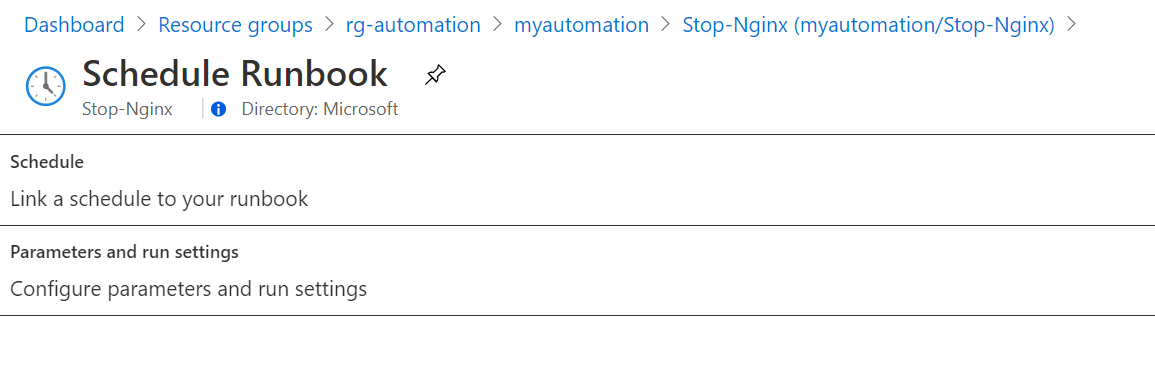 Dashboard > Resource groups > rg-automation > myautomation > Stop-Nginx (myautomation/Stop-Nginx) >
Schedule Runbook
Stop-Nginx | Directory: Microsoft
Schedule
Link a schedule to your runbook
Parameters and run settings
Configure parameters and run settings